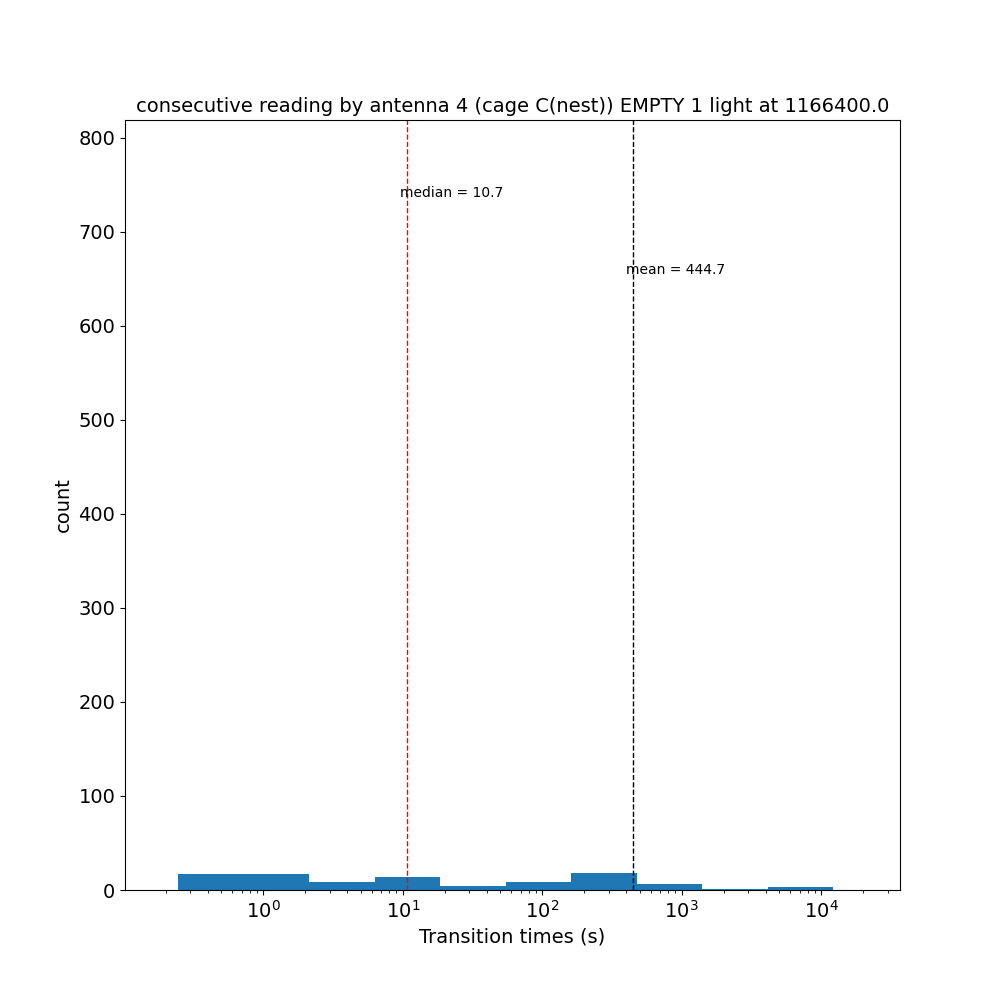 consecutive reading by antenna 4 (cage C(nest)) EMPTY 1 light at 1166400.0
800
median = 10.7
700
mean = 444.7
600
500
count
400
300
200
100
0
10^0 10^1 10^2 10^3 10^4
Transition times (s)